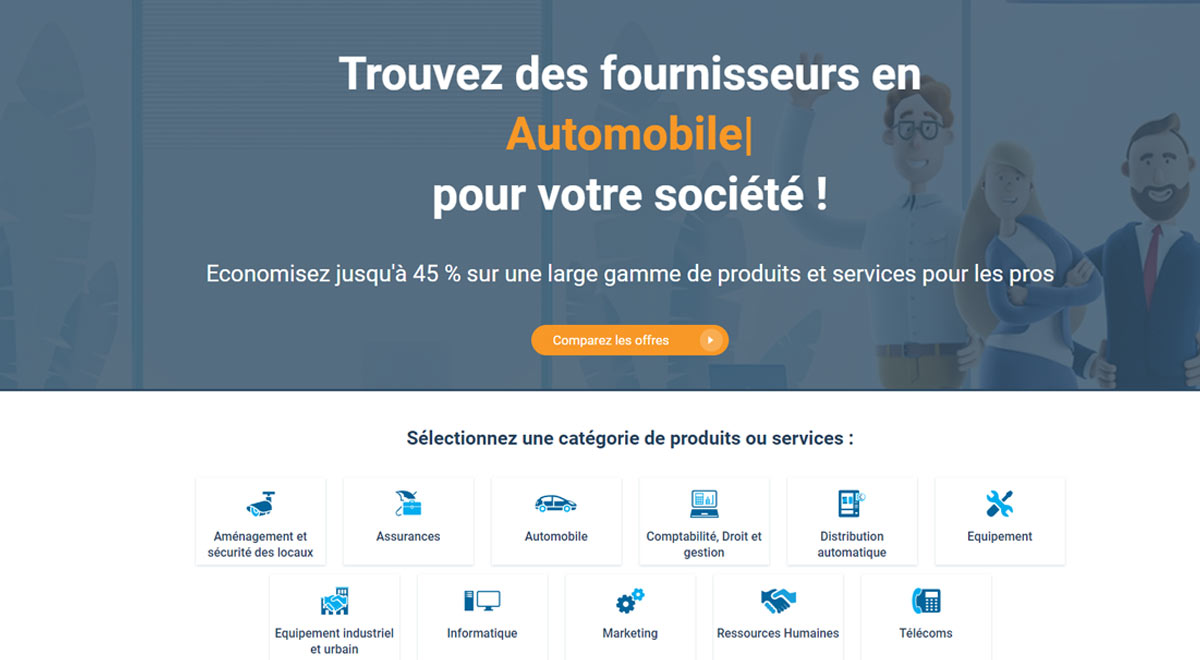 Trouvez des fournisseurs en
Automobile|
pour votre société !
Economisez jusqu'à 45 % sur une large gamme de produits et services pour les pros
Comparez les offres
Sélectionnez une catégorie de produits ou services :
Aménagement et
sécurité des locaux
Assurances
Automobile
Comptabilité, Droit et
gestion
Distribution
automatique
Equipement
Equipement industriel
et urbain
Informatique
Marketing
Ressources Humaines
Télécoms